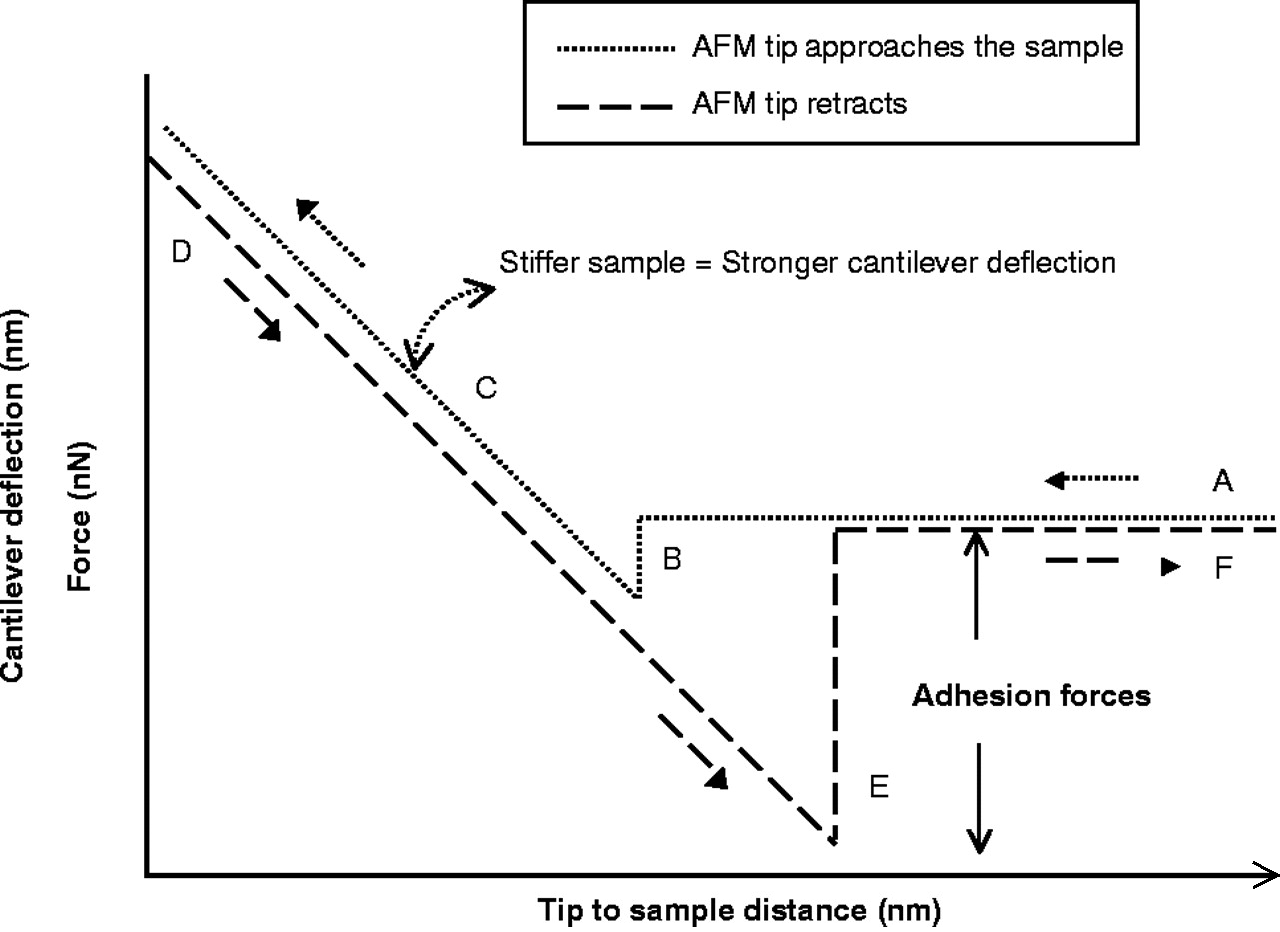 AFM tip approaches the sample
AFM tip retracts
D
Stiffer sample = Stronger cantilever deflection
C
A
B
F
Adhesion forces
E
Cantilever deflection (nm)
Force (nN)
Tip to sample distance (nm)